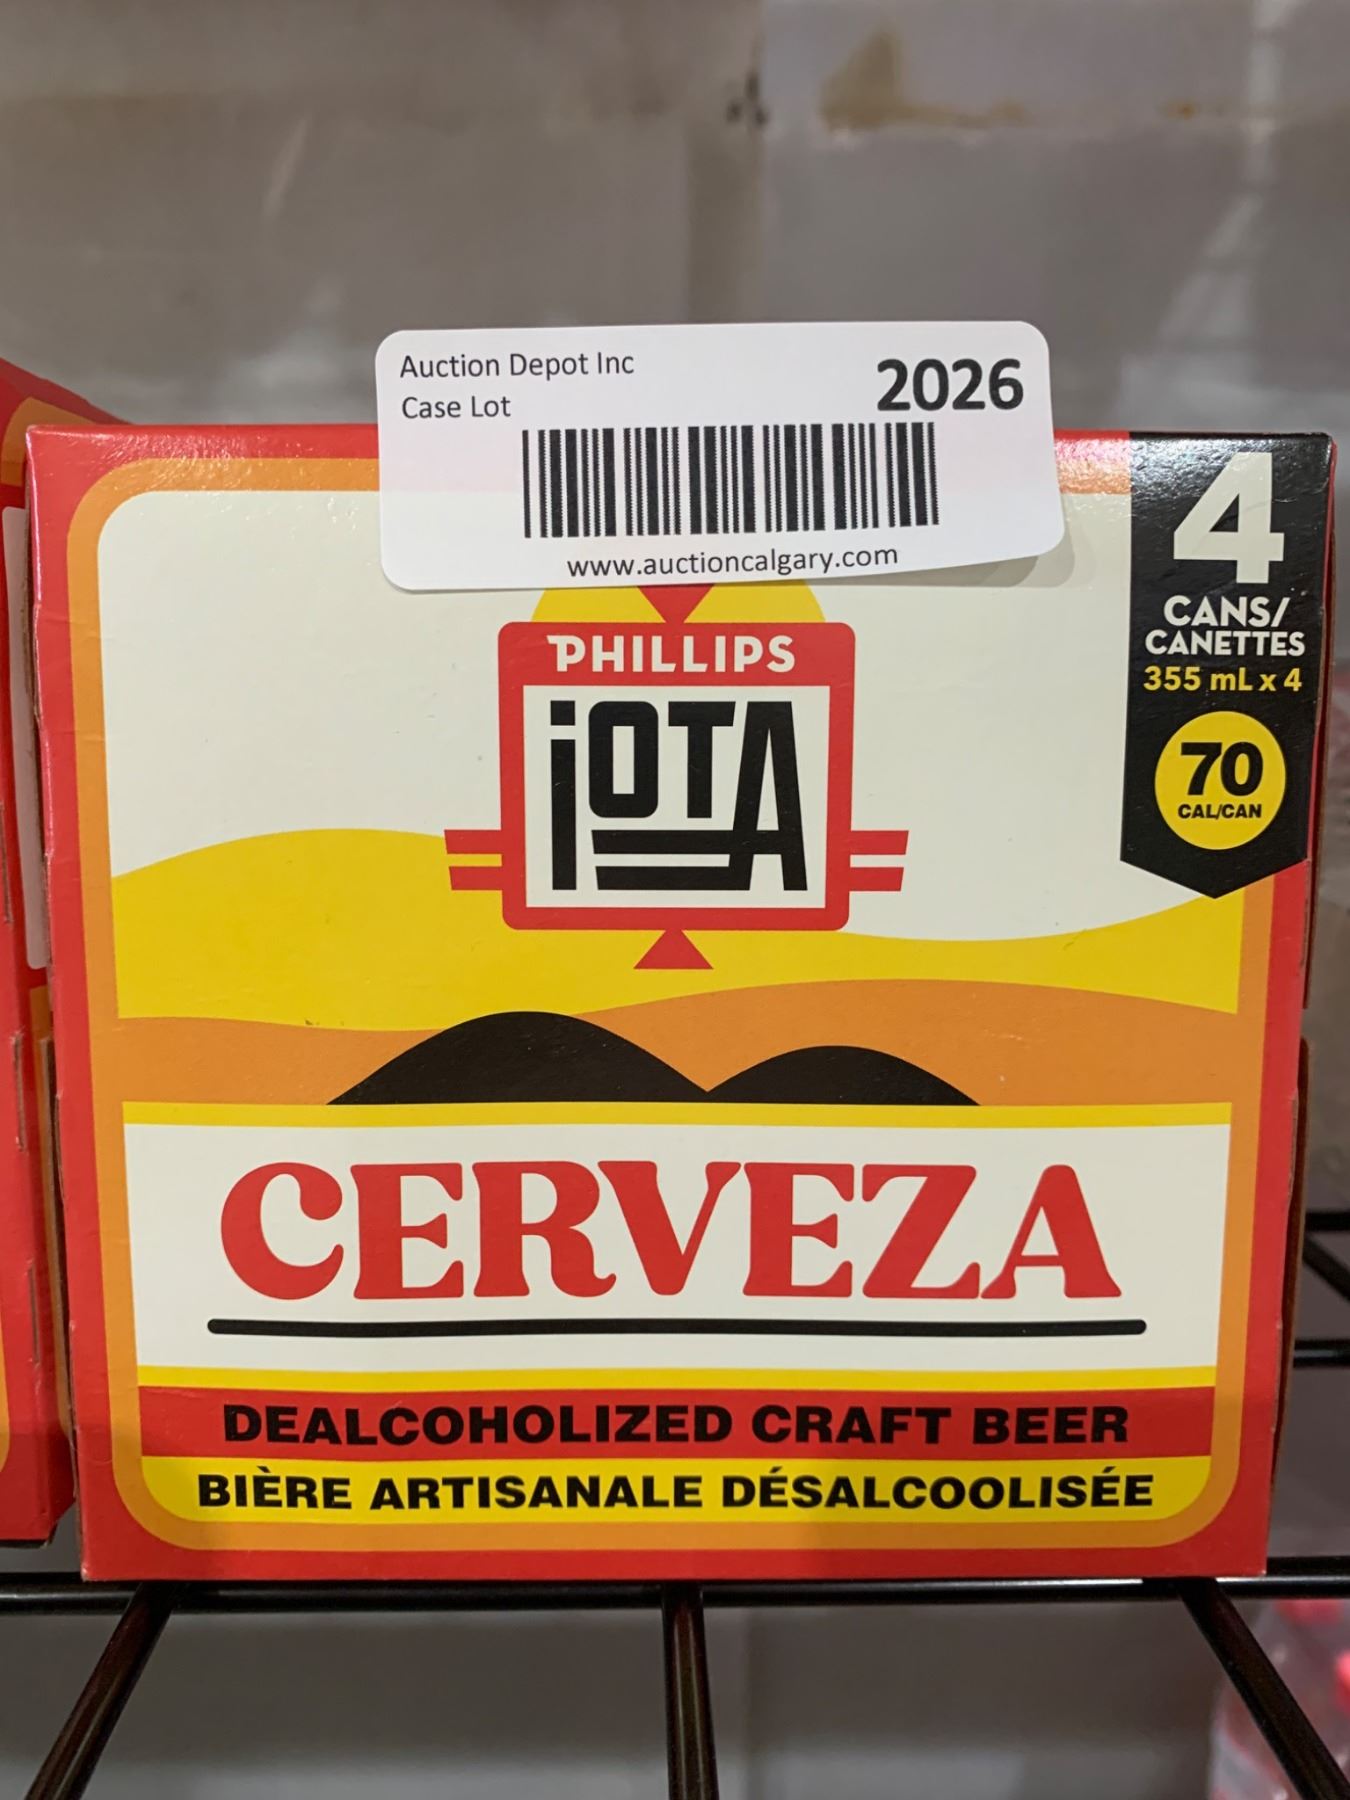 Auction Depot Inc
2026
Case Lot
www.auctioncalgary.com
4
CANS/
CANETTES
355 mL x 4
70
CAL/CAN
PHILLIPS
iOTA
CERVEZA
DEALCOHOLIZED CRAFT BEER
BIÈRE ARTISANALE DÉSALCOOLISÉE